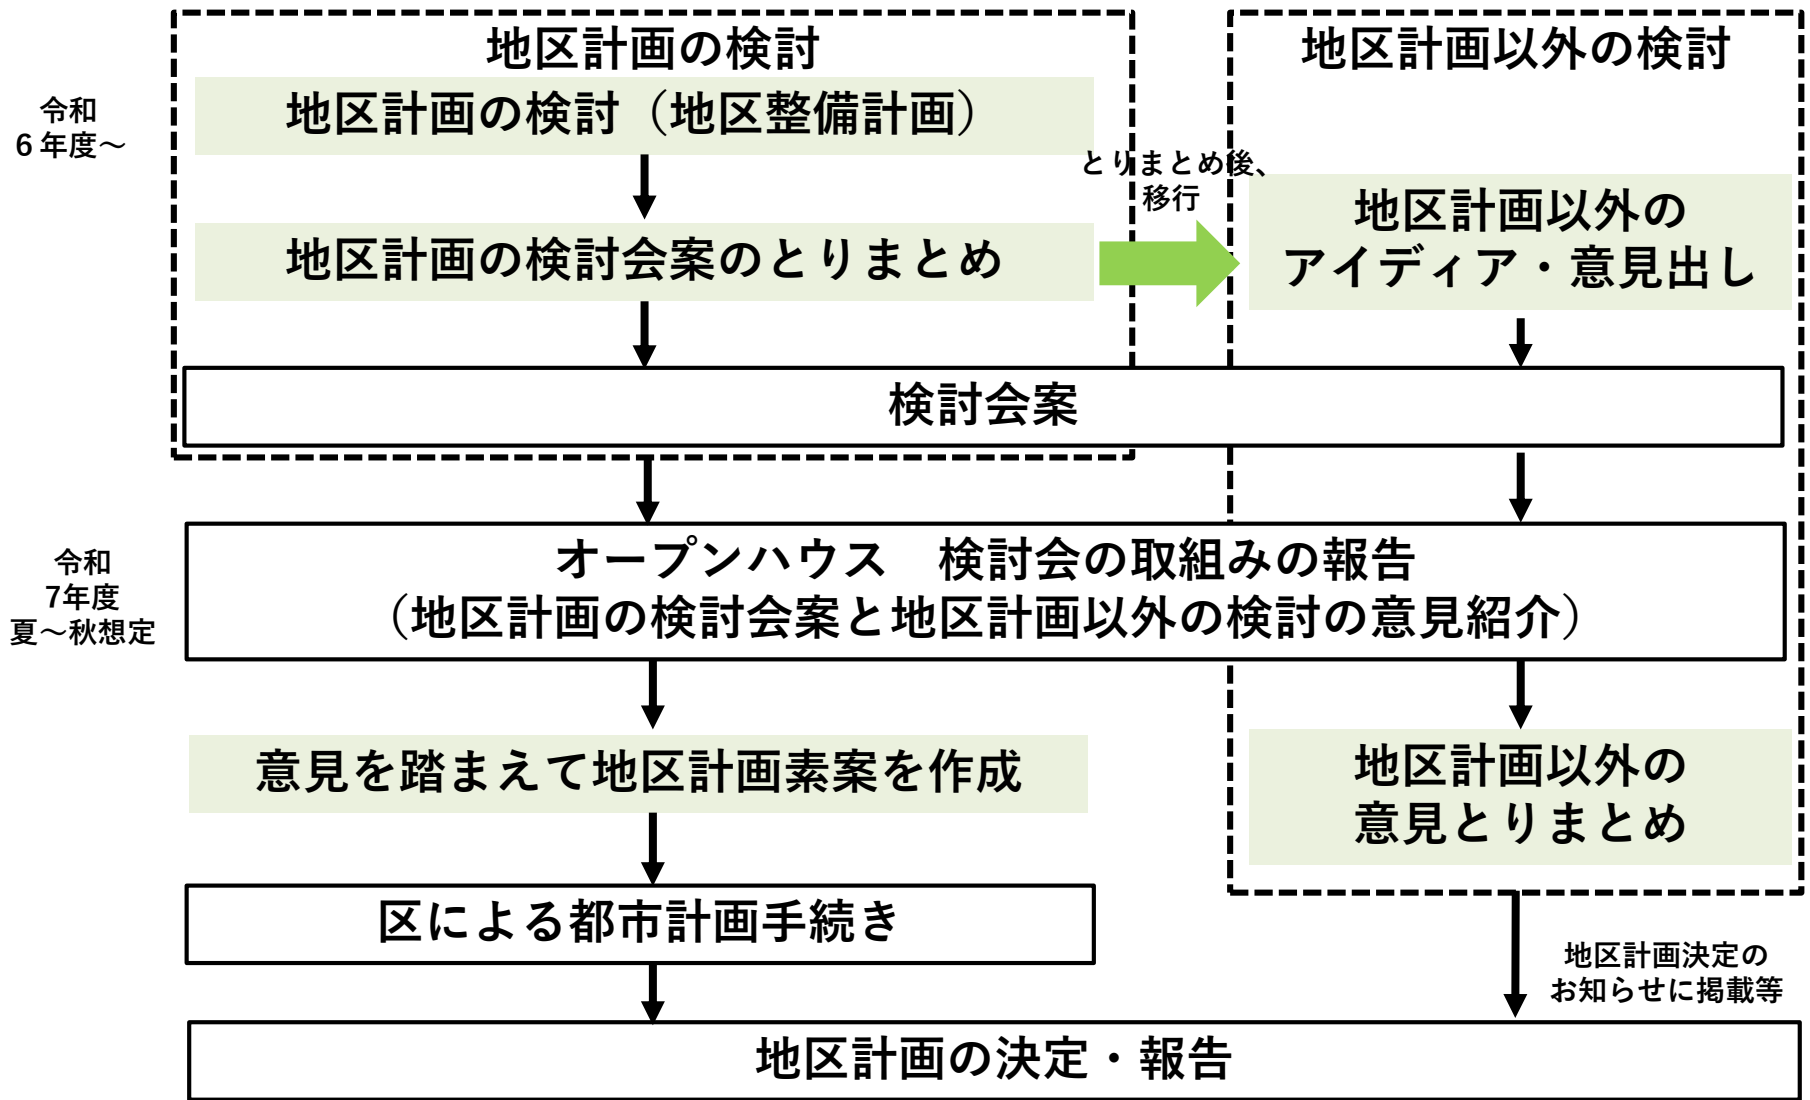 地区計画の検討
地区計画以外の検討
令和
６年度～
地区計画の検討（地区整備計画）
とりまとめ後、
移行
地区計画の検討会案のとりまとめ
地区計画以外の
アイディア・意見出し
検討会案
令和
7年度
夏～秋想定
オープンハウス　検討会の取組みの報告
（地区計画の検討会案と地区計画以外の検討の意見紹介）
意見を踏まえて地区計画素案を作成
地区計画以外の
意見とりまとめ
区による都市計画手続き
地区計画決定の
お知らせに掲載等
地区計画の決定・報告